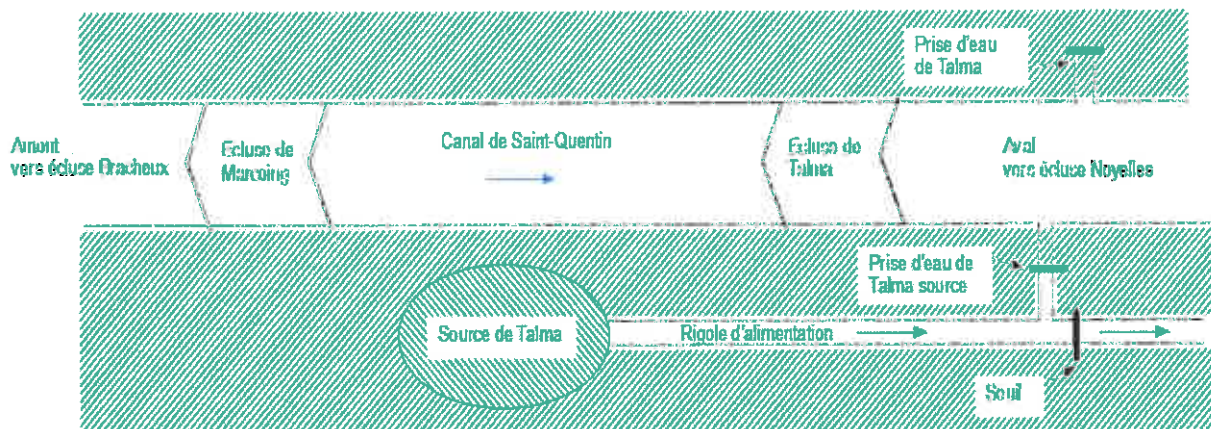 Prise d'eau
de Talma
Amont
vers écluse Bracheux
Ecluse de
Marcoing
Canal de Saint-Quentin
Ecluse de
Talma
Aval
vers écluse Noyelles
Prise d'eau de
Talma source
Source de Talma
Rigole d'alimentation
Seuil